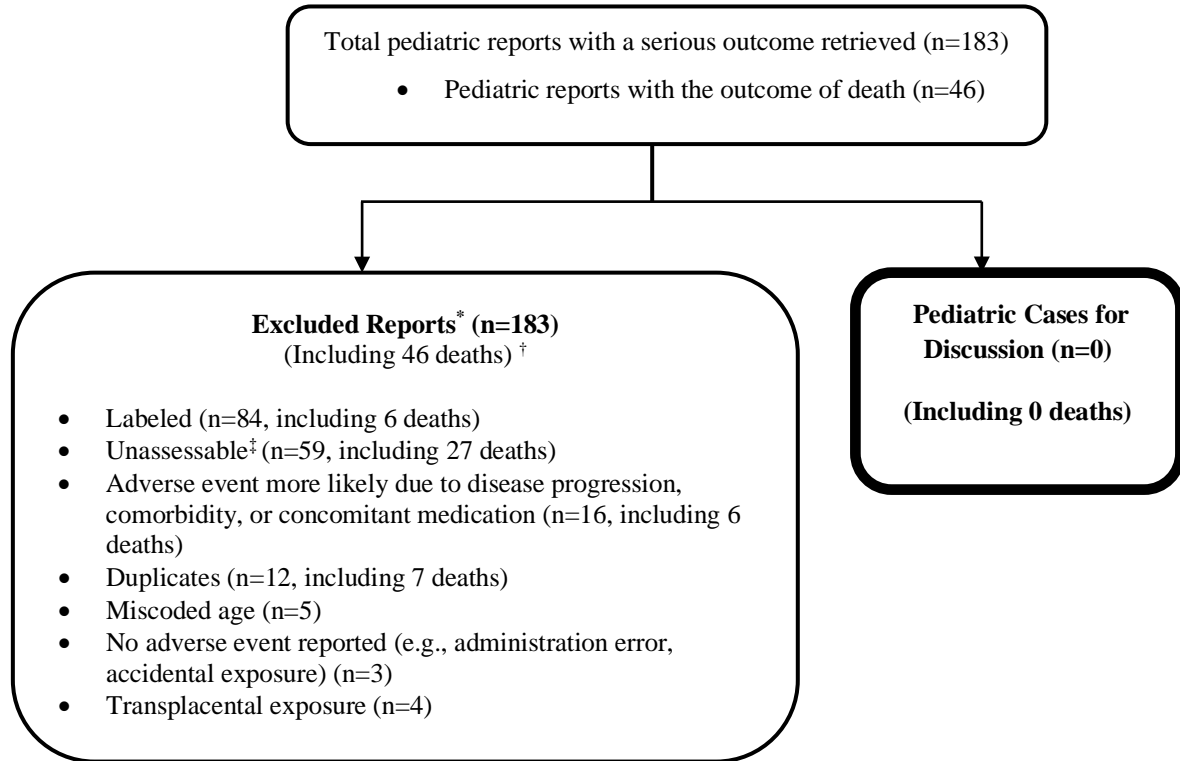 Total pediatric reports with a serious outcome retrieved (n=183)
• Pediatric reports with the outcome of death (n=46)
Excluded Reports* (n=183)
(Including 46 deaths) †
• Labeled (n=84, including 6 deaths)
• Unassessable‡ (n=59, including 27 deaths)
• Adverse event more likely due to disease progression,
comorbidity, or concomitant medication (n=16, including 6
deaths)
• Duplicates (n=12, including 7 deaths)
• Miscoded age (n=5)
• No adverse event reported (e.g., administration error,
accidental exposure) (n=3)
• Transplacental exposure (n=4)
Pediatric Cases for
Discussion (n=0)
(Including 0 deaths)